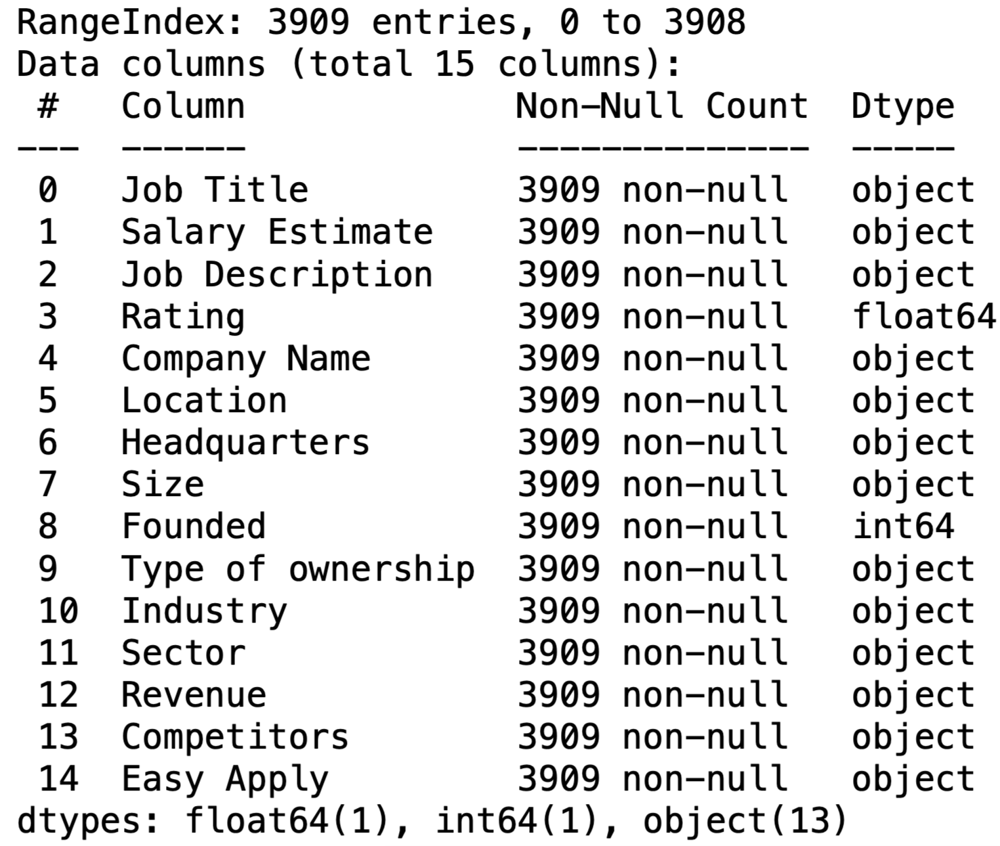 RangeIndex: 3909 entries, 0 to 3908
Data columns (total 15 columns):
 #   Column             Non-Null Count  Dtype
---  ------             --------------  -----
 0   Job Title          3909 non-null   object
 1   Salary Estimate    3909 non-null   object
 2   Job Description    3909 non-null   object
 3   Rating             3909 non-null   float64
 4   Company Name       3909 non-null   object
 5   Location           3909 non-null   object
 6   Headquarters       3909 non-null   object
 7   Size               3909 non-null   object
 8   Founded            3909 non-null   int64
 9   Type of ownership  3909 non-null   object
 10  Industry           3909 non-null   object
 11  Sector             3909 non-null   object
 12  Revenue            3909 non-null   object
 13  Competitors        3909 non-null   object
 14  Easy Apply         3909 non-null   object
dtypes: float64(1), int64(1), object(13)